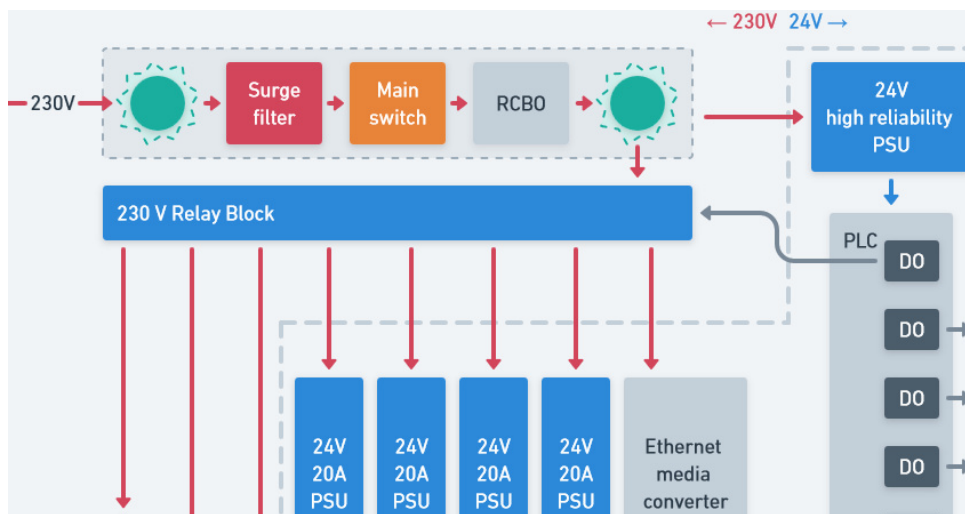 ← 230V 24V →
230V
Surge
filter
Main
switch
RCBO
24V
high reliability
PSU
230 V Relay Block
PLC
DO
DO
DO
DO
24V
20A
PSU
24V
20A
PSU
24V
20A
PSU
24V
20A
PSU
Ethernet
media
converter